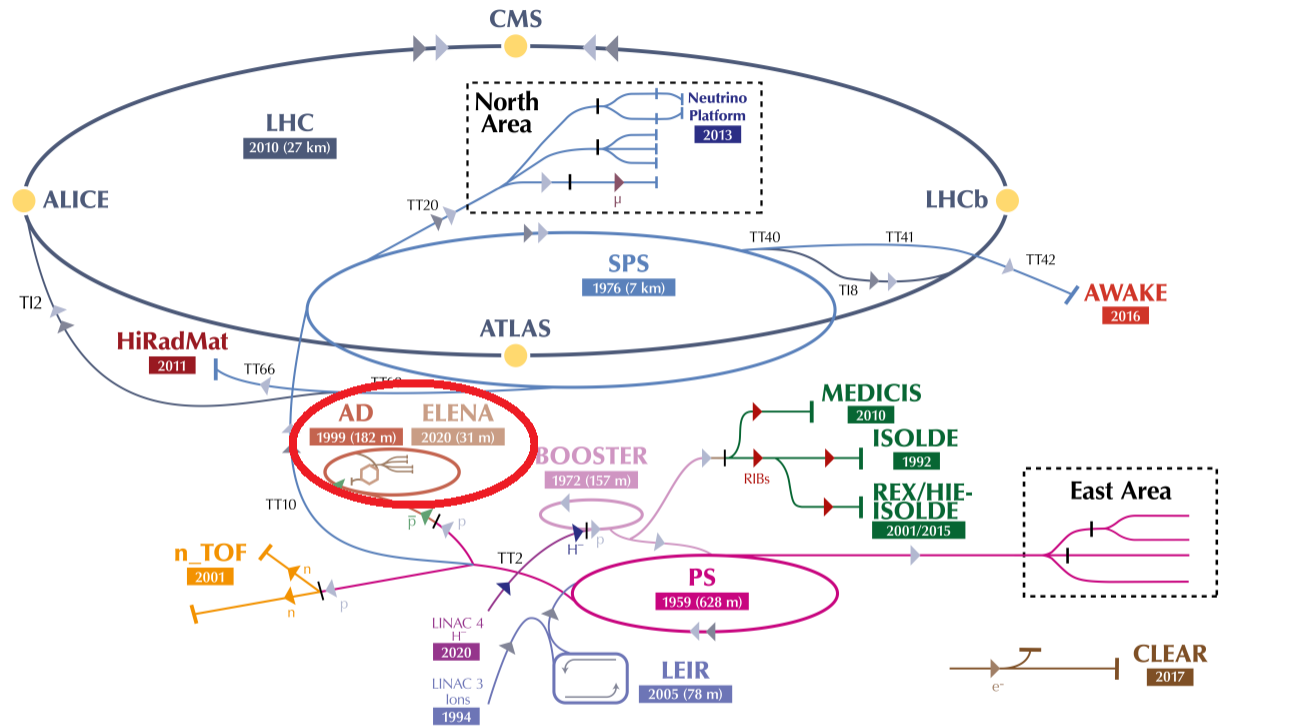 CMS
North
Area
Neutrino
Platform
2013
LHC
2010 (27 km)
μ
ALICE
LHCb
TT20
TT40
TT41
TT42
SPS
1976 (7 km)
TI8
TI2
AWAKE
2016
ATLAS
HiRadMat
2011
TT66
AD
1999 (182 m)
ELENA
2020 (31 m)
MEDICIS
2010
ISOLDE
1992
BOOSTER
1972 (157 m)
RIBs
REX/HIE-
ISOLDE
2001/2015
East Area
TT10
p̅
p
H⁻
p
n_TOF
2001
n
n
p
TT2
PS
1959 (628 m)
LINAC 4
H⁻
2020
LINAC 3
Ions
1994
LEIR
2005 (78 m)
e⁻
CLEAR
2017